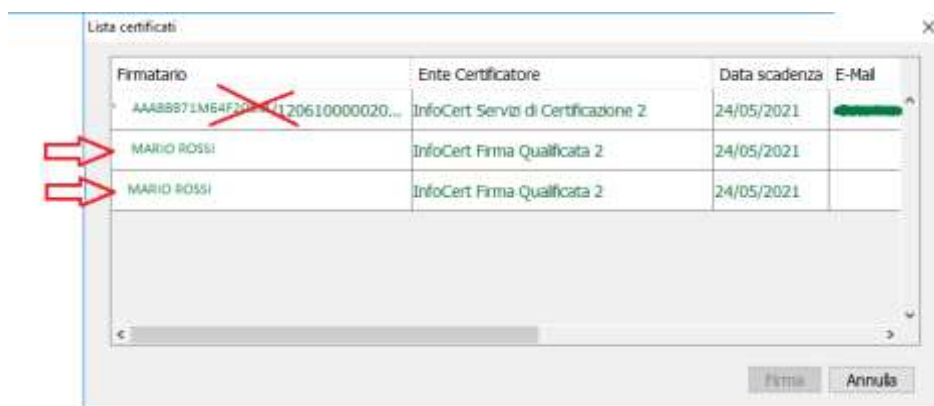 Lista certificati
Firmatario Ente Certificatore Data scadenza E-Mail
/120610000020... InfoCert Servizi di Certificazione 2 24/05/2021
MARIO ROSSI InfoCert Firma Qualificata 2 24/05/2021
MARIO ROSSI InfoCert Firma Qualificata 2 24/05/2021
Firma Annulla